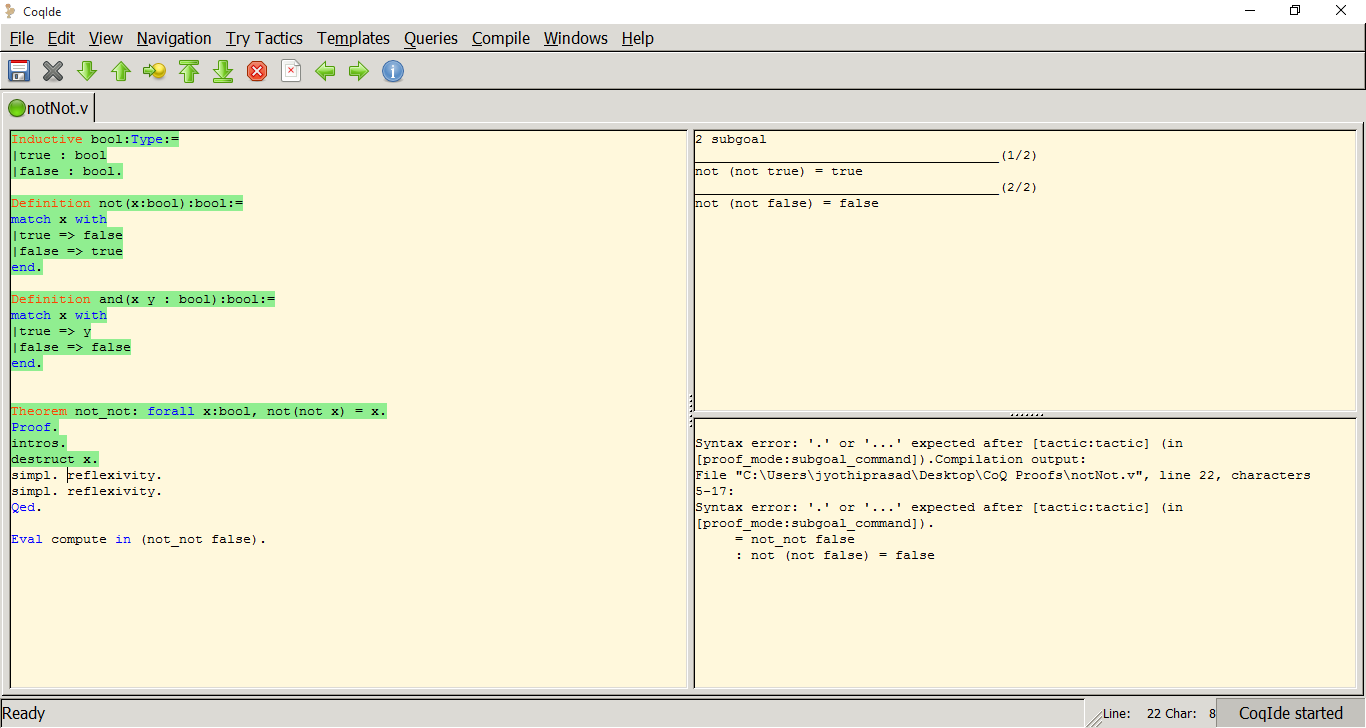 CoqIde
File Edit View Navigation Try Tactics Templates Queries Compile Windows Help
notNot.v
Inductive bool:Type:=
|true : bool
|false : bool.
Definition not(x:bool):bool:=
match x with
|true => false
|false => true
end.
Definition and(x y : bool):bool:=
match x with
|true => y
|false => false
end.
Theorem not_not: forall x:bool, not(not x) = x.
Proof.
intros.
destruct x.
simpl. reflexivity.
simpl. reflexivity.
Qed.
Eval compute in (not_not false).
2 subgoal
______________________________________(1/2)
not (not true) = true
______________________________________(2/2)
not (not false) = false
Syntax error: '.' or '...' expected after [tactic:tactic] (in
[proof_mode:subgoal_command]).Compilation output:
File "C:\Users\jyothiprasad\Desktop\CoQ Proofs\notNot.v", line 22, characters
5-17:
Syntax error: '.' or '...' expected after [tactic:tactic] (in
[proof_mode:subgoal_command]).
= not_not false
: not (not false) = false
Ready
Line: 22 Char: 8
CoqIde started